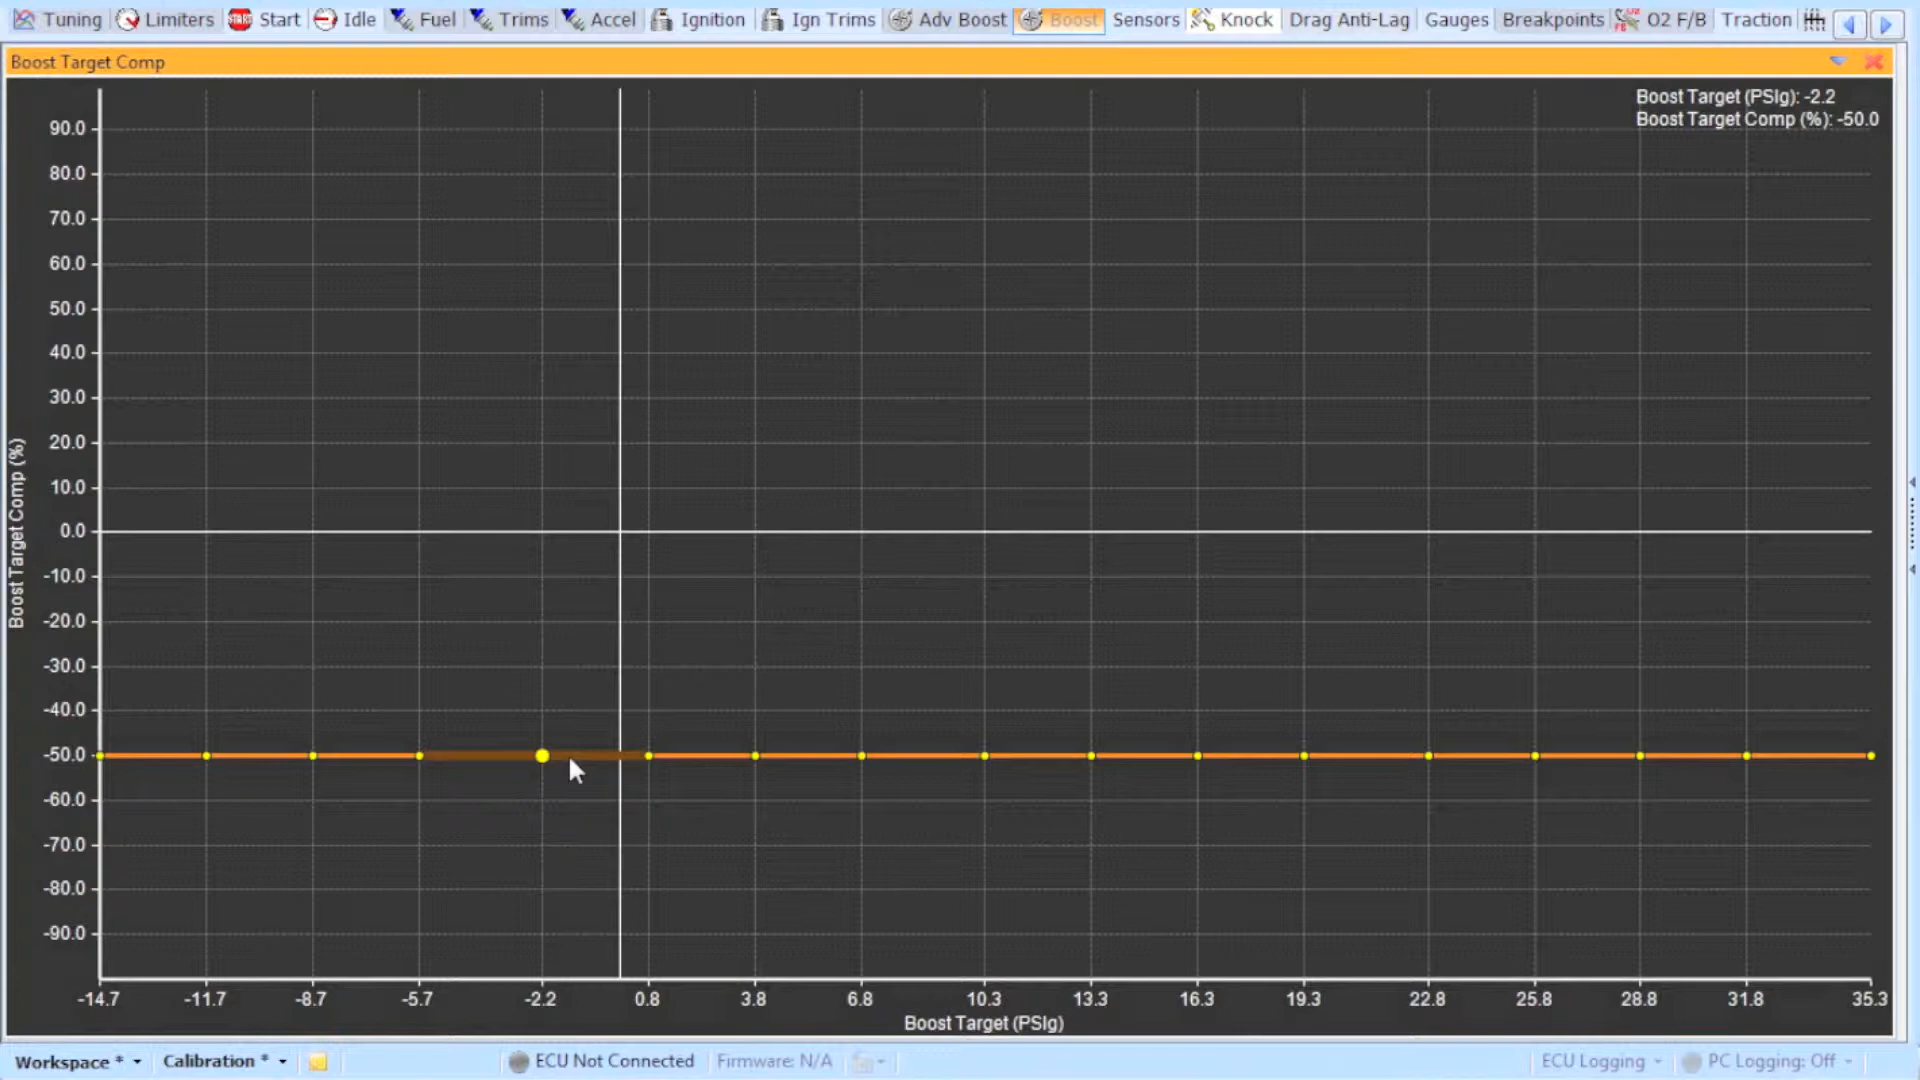 Tuning Limiters Start Idle Fuel Trims Accel Ignition Ign Trims Adv Boost Boost Sensors Knock Drag Anti-Lag Gauges Breakpoints O2 F/B Traction
Boost Target Comp
Boost Target (PSIg): -2.2
Boost Target Comp (%): -50.0
90.0
80.0
70.0
60.0
50.0
40.0
30.0
20.0
10.0
0.0
-10.0
-20.0
-30.0
-40.0
-50.0
-60.0
-70.0
-80.0
-90.0
Boost Target Comp (%)
-14.7 -11.7 -8.7 -5.7 -2.2 0.8 3.8 6.8 10.3 13.3 16.3 19.3 22.8 25.8 28.8 31.8 35.3
Boost Target (PSIg)
Workspace * Calibration * ECU Not Connected Firmware: N/A ECU Logging PC Logging: Off